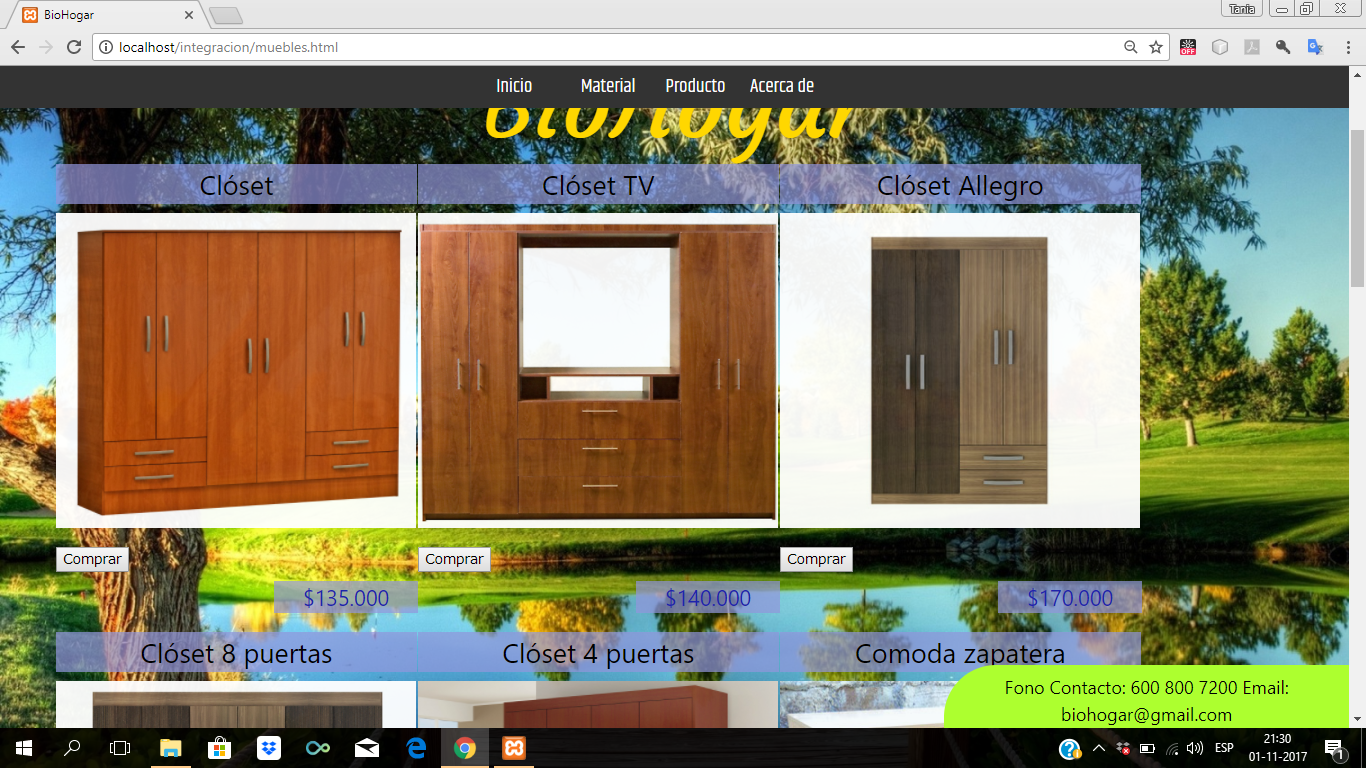 BioHogar
Tania
localhost/integracion/muebles.html
OFF
Inicio Material Producto Acerca de
BioHogar
Clóset Clóset TV Clóset Allegro
Comprar Comprar Comprar
$135.000 $140.000 $170.000
Clóset 8 puertas Clóset 4 puertas Comoda zapatera
Fono Contacto: 600 800 7200 Email:
biohogar@gmail.com
ESP
21:30
01-11-2017
1